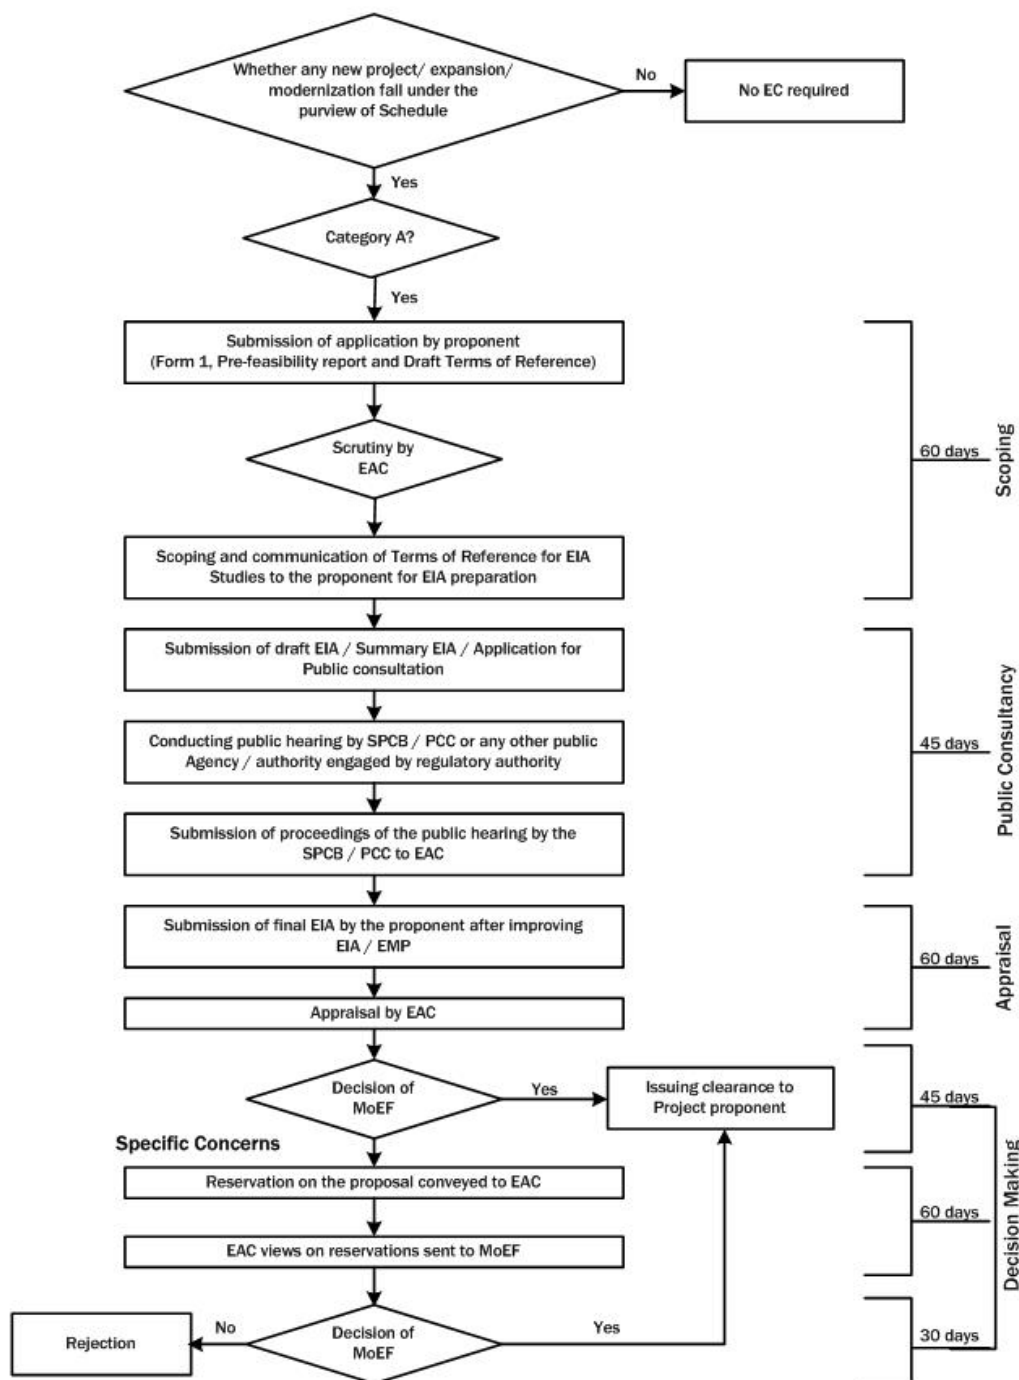 Whether any new project/ expansion/
modernization fall under the
purview of Schedule
No
No EC required
Yes
Category A?
Yes
Submission of application by proponent
(Form 1, Pre-feasibility report and Draft Terms of Reference)
Scrutiny by
EAC
60 days
Scoping
Scoping and communication of Terms of Reference for EIA
Studies to the proponent for EIA preparation
Submission of draft EIA / Summary EIA / Application for
Public consultation
Conducting public hearing by SPCB / PCC or any other public
Agency / authority engaged by regulatory authority
45 days
Public Consultancy
Submission of proceedings of the public hearing by the
SPCB / PCC to EAC
Submission of final EIA by the proponent after improving
EIA / EMP
60 days
Appraisal
Appraisal by EAC
Decision of
MoEF
Yes
Issuing clearance to
Project proponent
45 days
Specific Concerns
Reservation on the proposal conveyed to EAC
60 days
Decision Making
EAC views on reservations sent to MoEF
Rejection
No
Decision of
MoEF
Yes
30 days